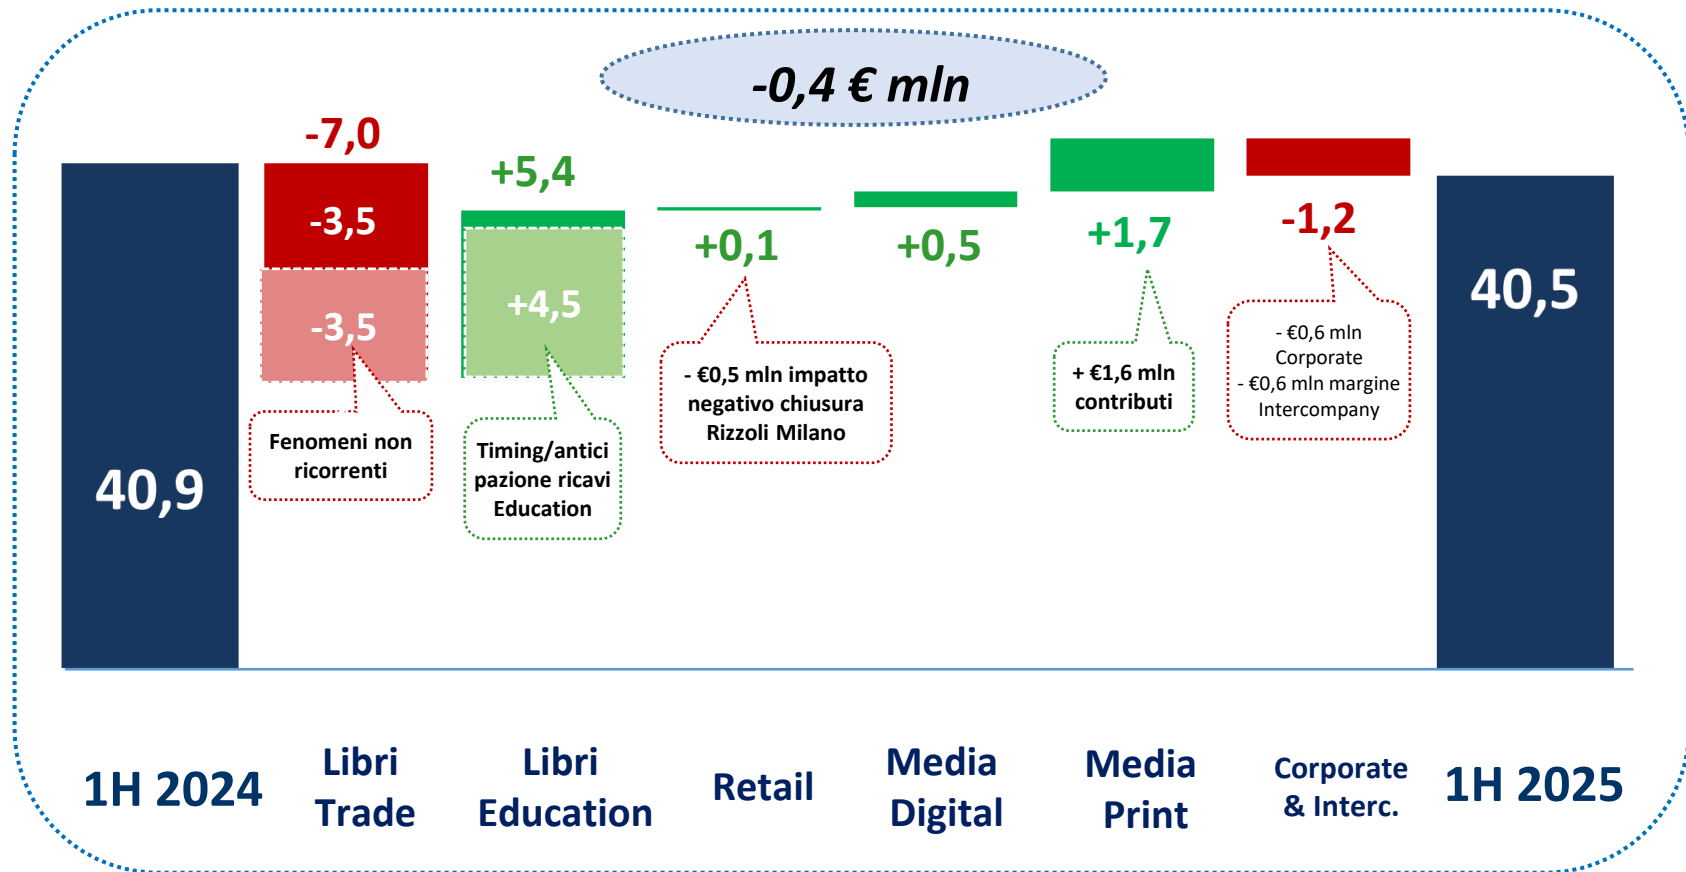 -0,4 € mln
-7,0
-3,5
-3,5
+5,4
+4,5
+0,1
+0,5
+1,7
-1,2
40,9
40,5
Fenomeni non
ricorrenti
Timing/antici
pazione ricavi
Education
- €0,5 mln impatto
negativo chiusura
Rizzoli Milano
+ €1,6 mln
contributi
- €0,6 mln
Corporate
- €0,6 mln margine
Intercompany
1H 2024
Libri
Trade
Libri
Education
Retail
Media
Digital
Media
Print
Corporate
& Interc.
1H 2025